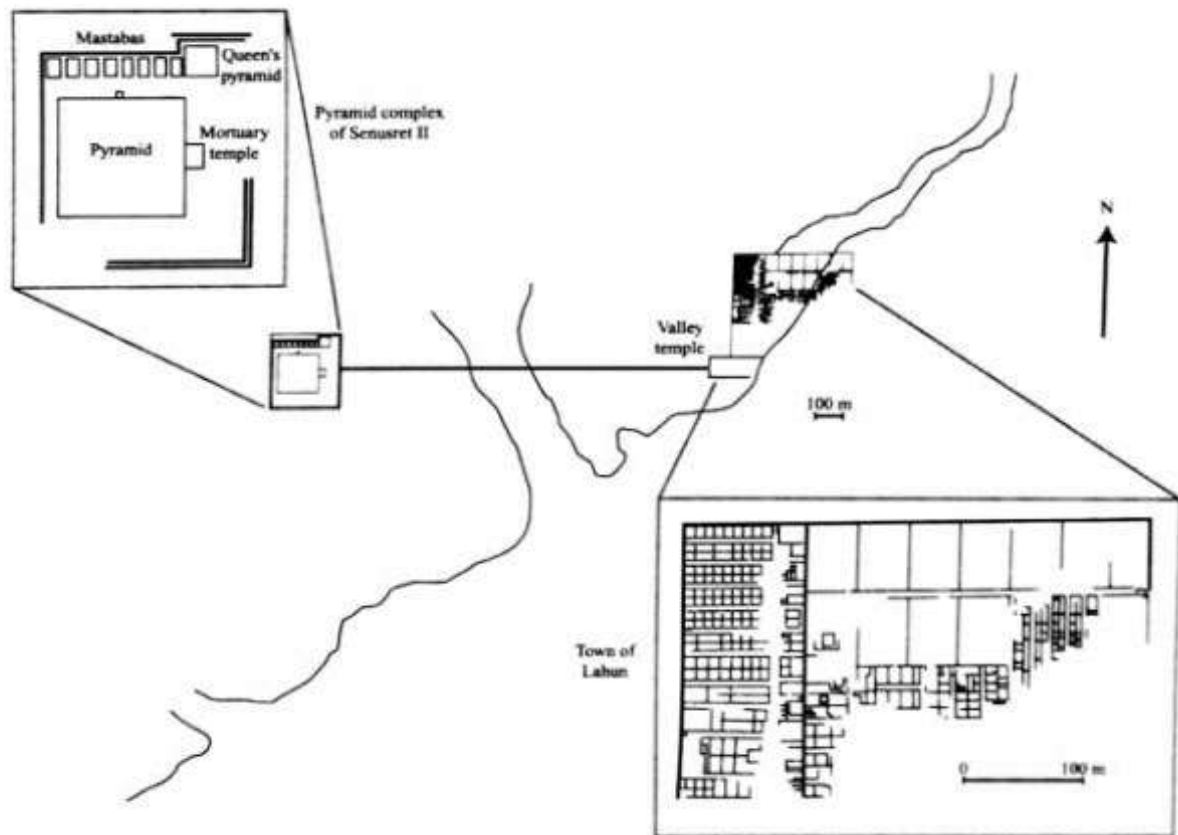 Mastabas
Queen's
pyramid
Pyramid complex
of Senusret II
Mortuary
temple
Pyramid
N
Valley
temple
100 m
Town of
Lahun
0 100 m